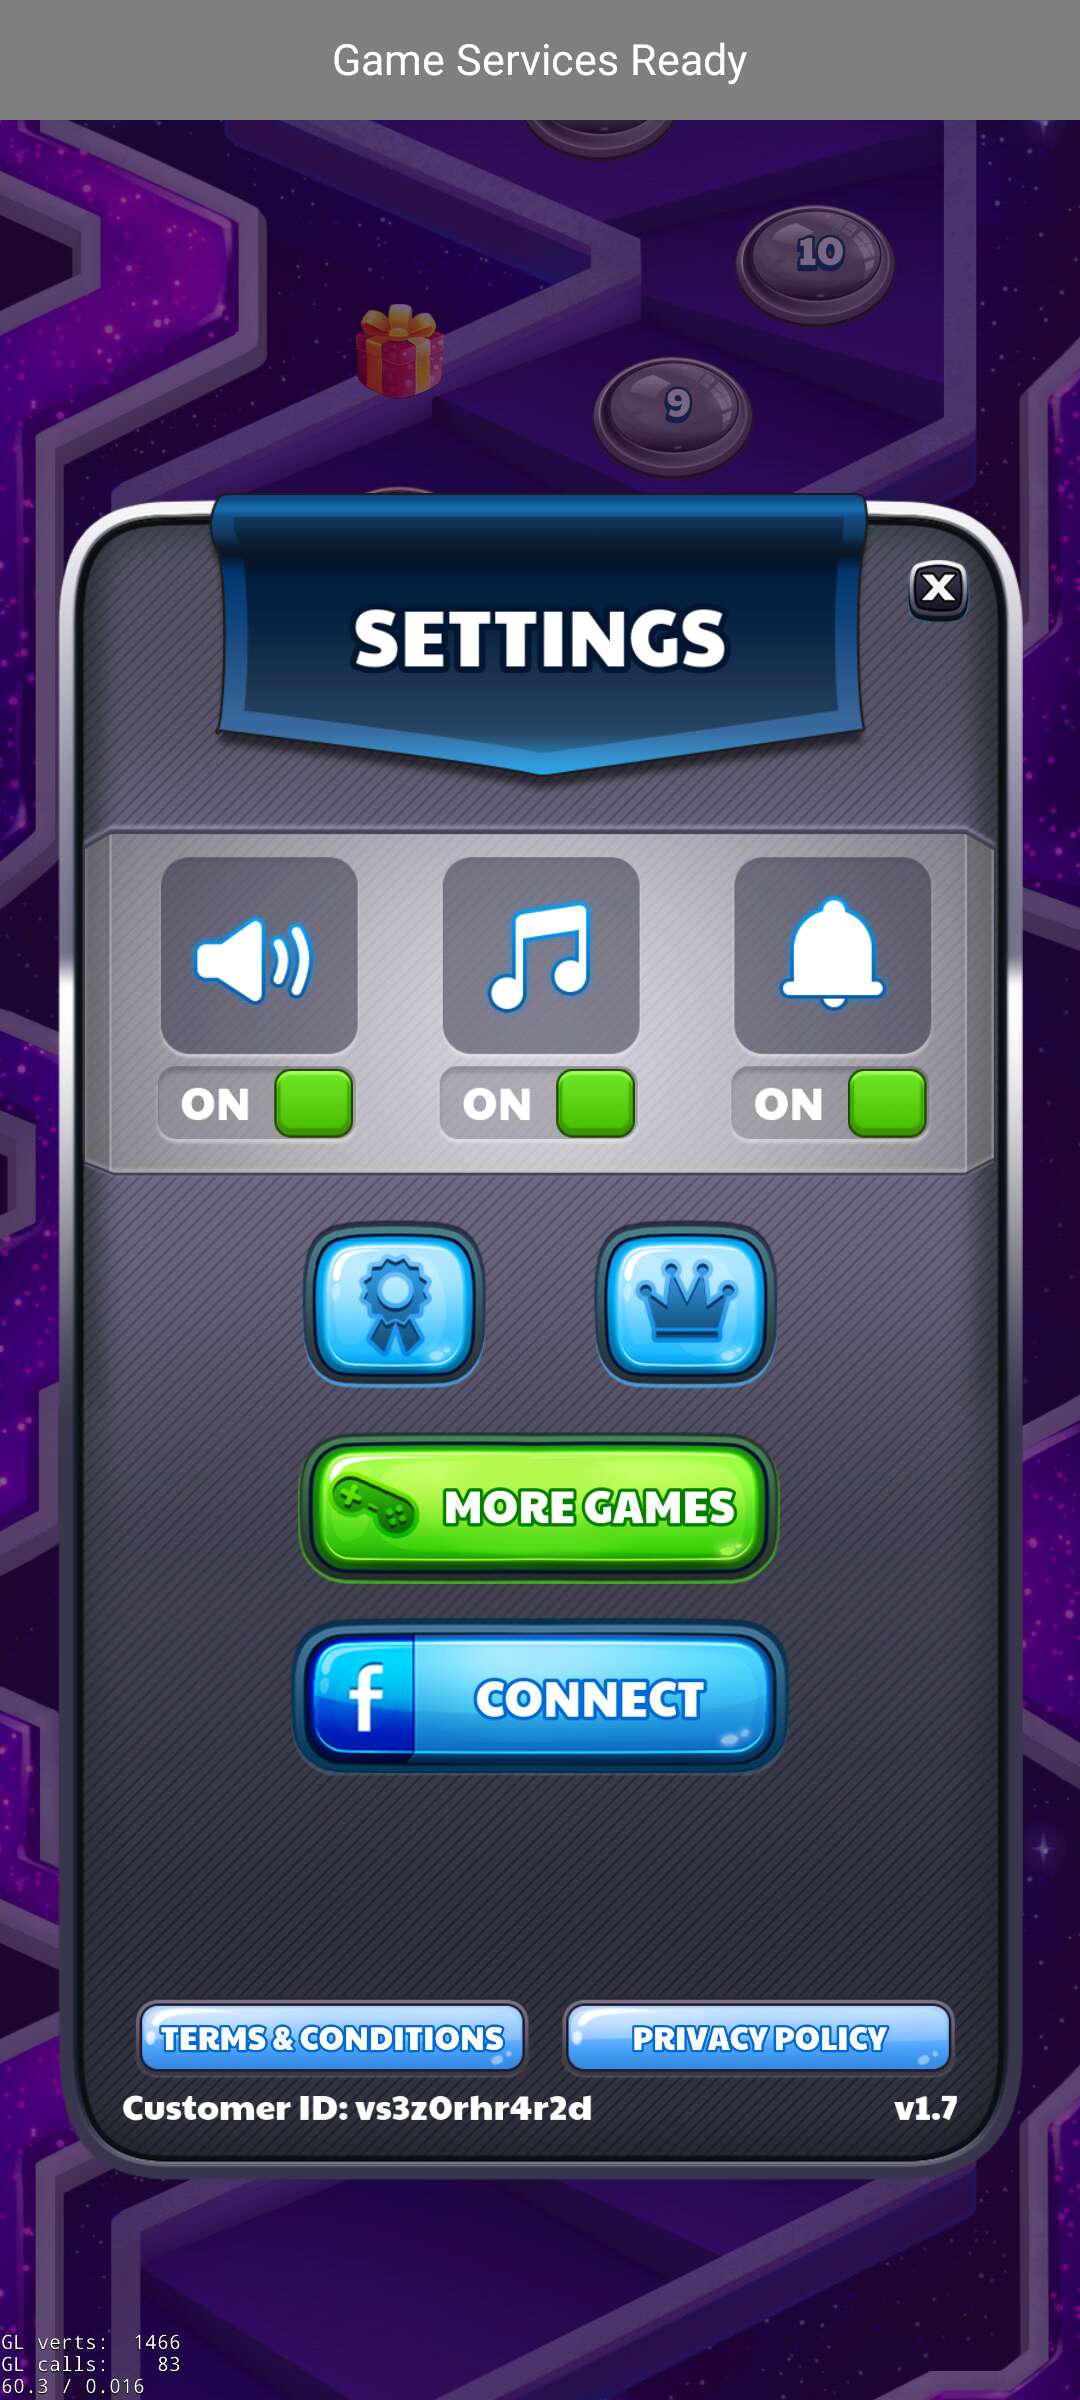 Game Services Ready
10
9
SETTINGS
X
ON ON ON
MORE GAMES
f CONNECT
TERMS & CONDITIONS PRIVACY POLICY
Customer ID: vs3z0rhr4r2d v1.7
GL verts: 1466
GL calls: 83
60.3 / 0.016